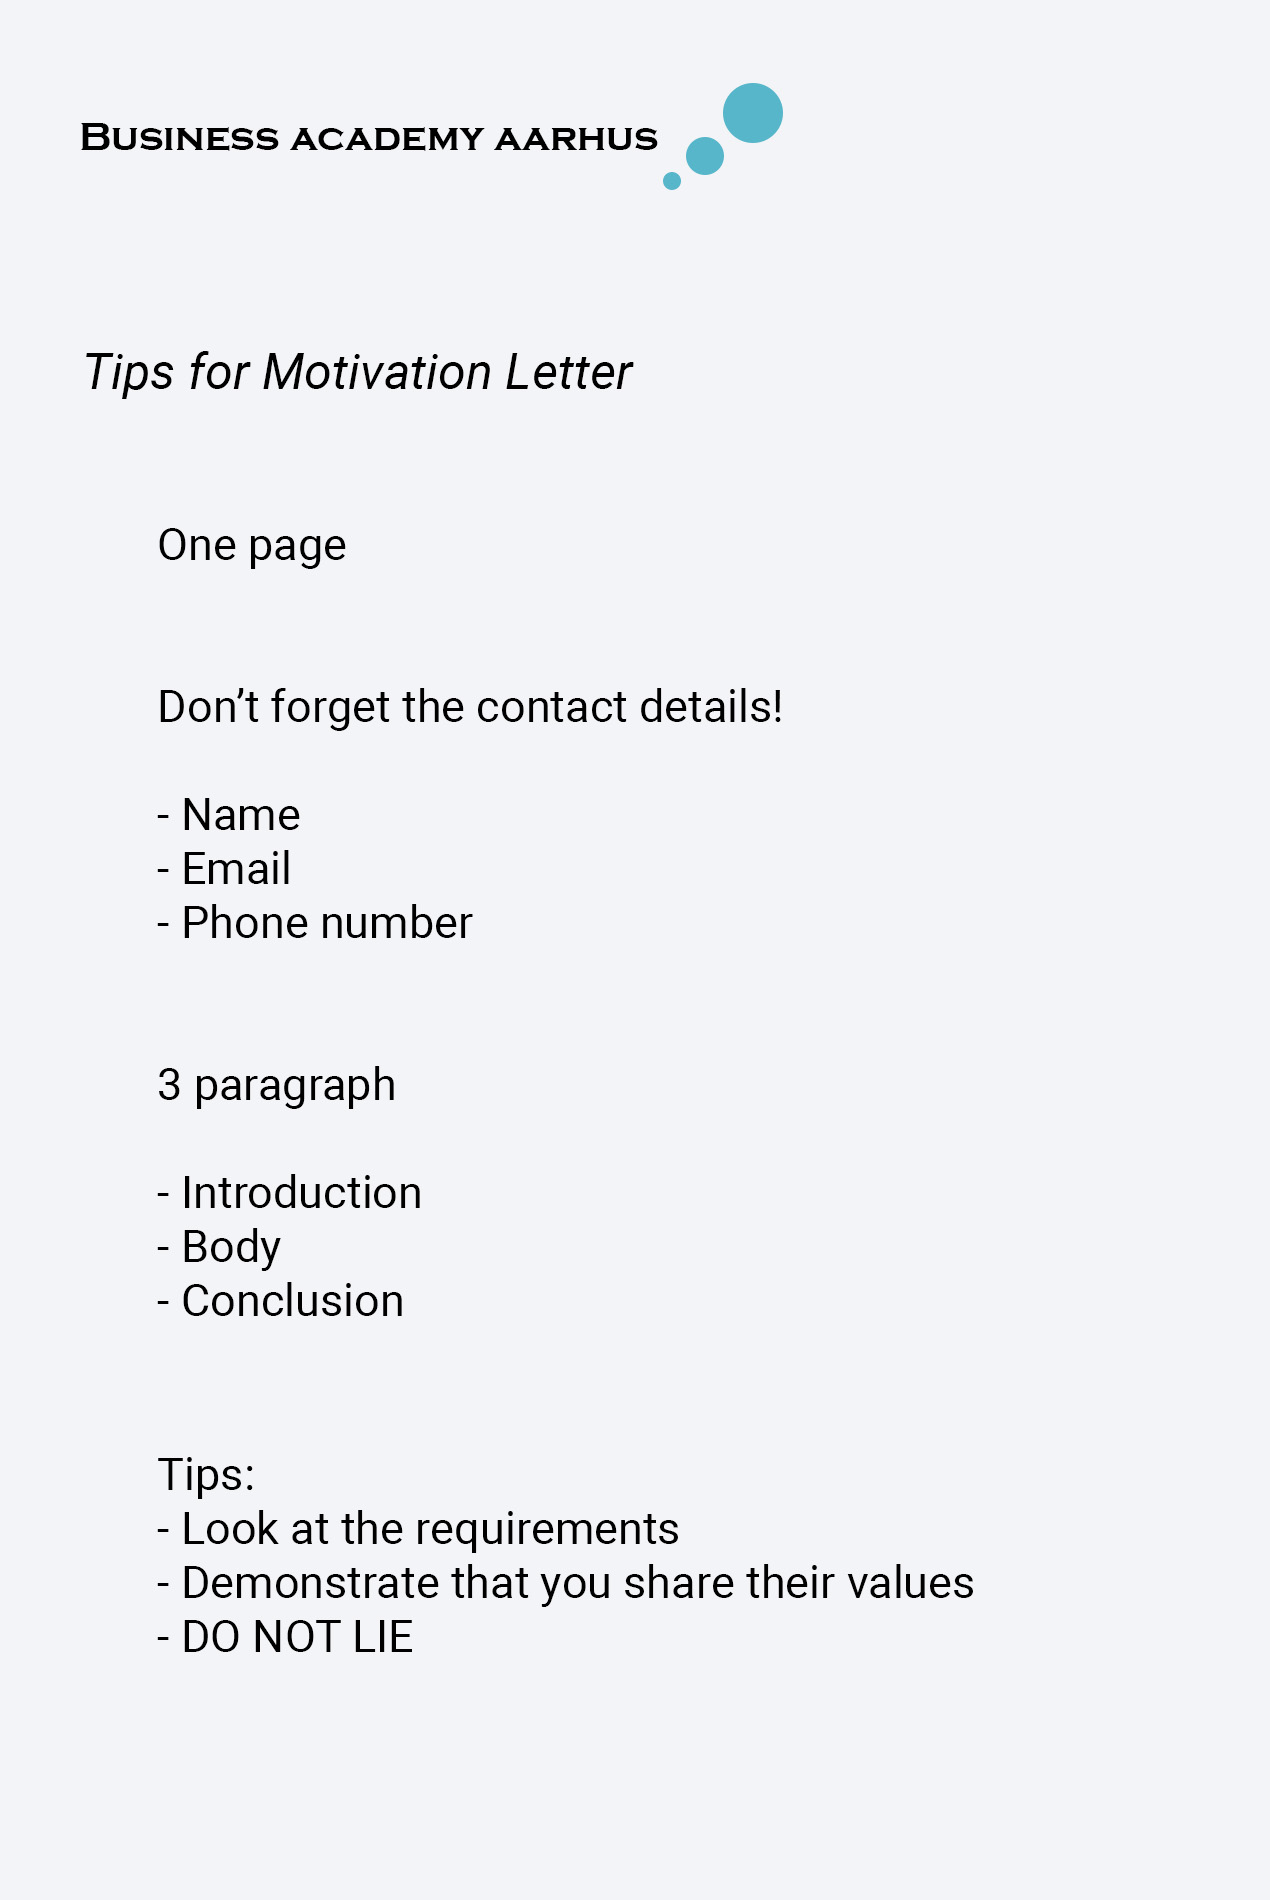 Business academy aarhus
Tips for Motivation Letter
One page
Don’t forget the contact details!
- Name
- Email
- Phone number
3 paragraph
- Introduction
- Body
- Conclusion
Tips:
- Look at the requirements
- Demonstrate that you share their values
- DO NOT LIE